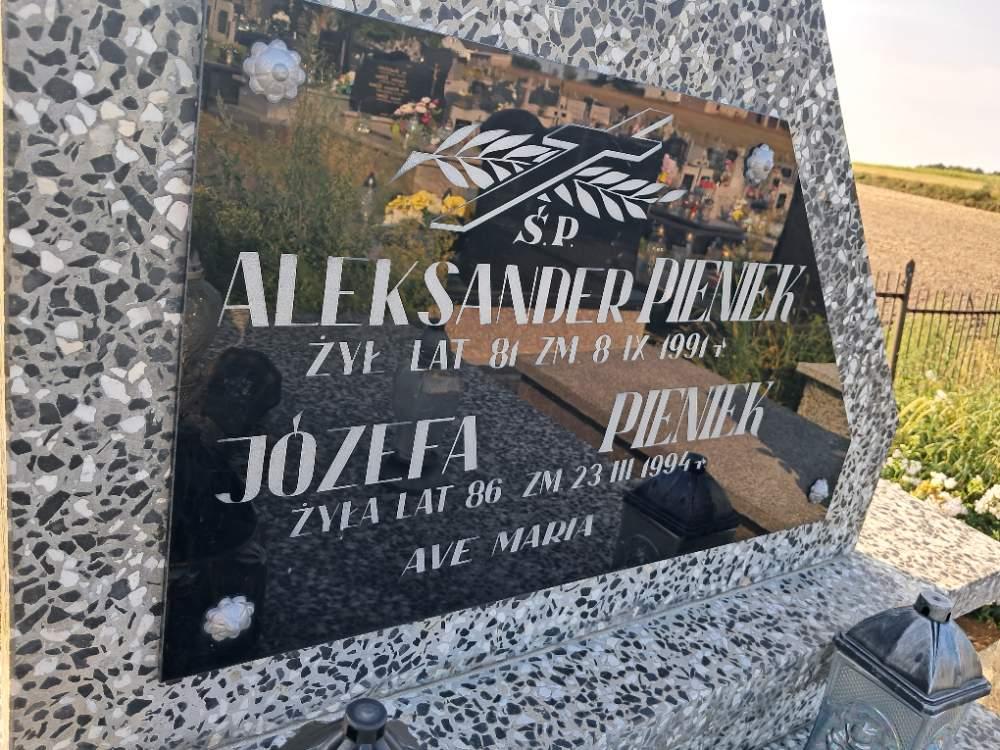 Ś.P.
ALEKSANDER PIENIEK
ŻYŁ LAT 81 ZM 8 IX 1991 r
JÓZEFA PIENIEK
ŻYŁA LAT 86 ZM 23 III 1994 r
AVE MARIA